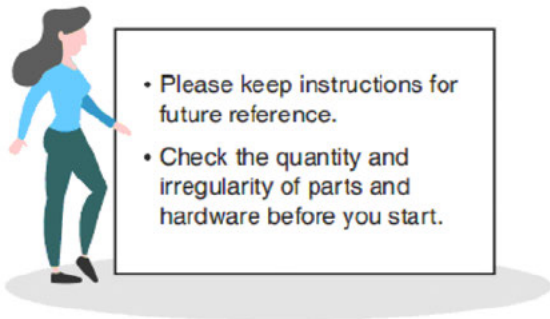 • Please keep instructions for
future reference.
• Check the quantity and
irregularity of parts and
hardware before you start.